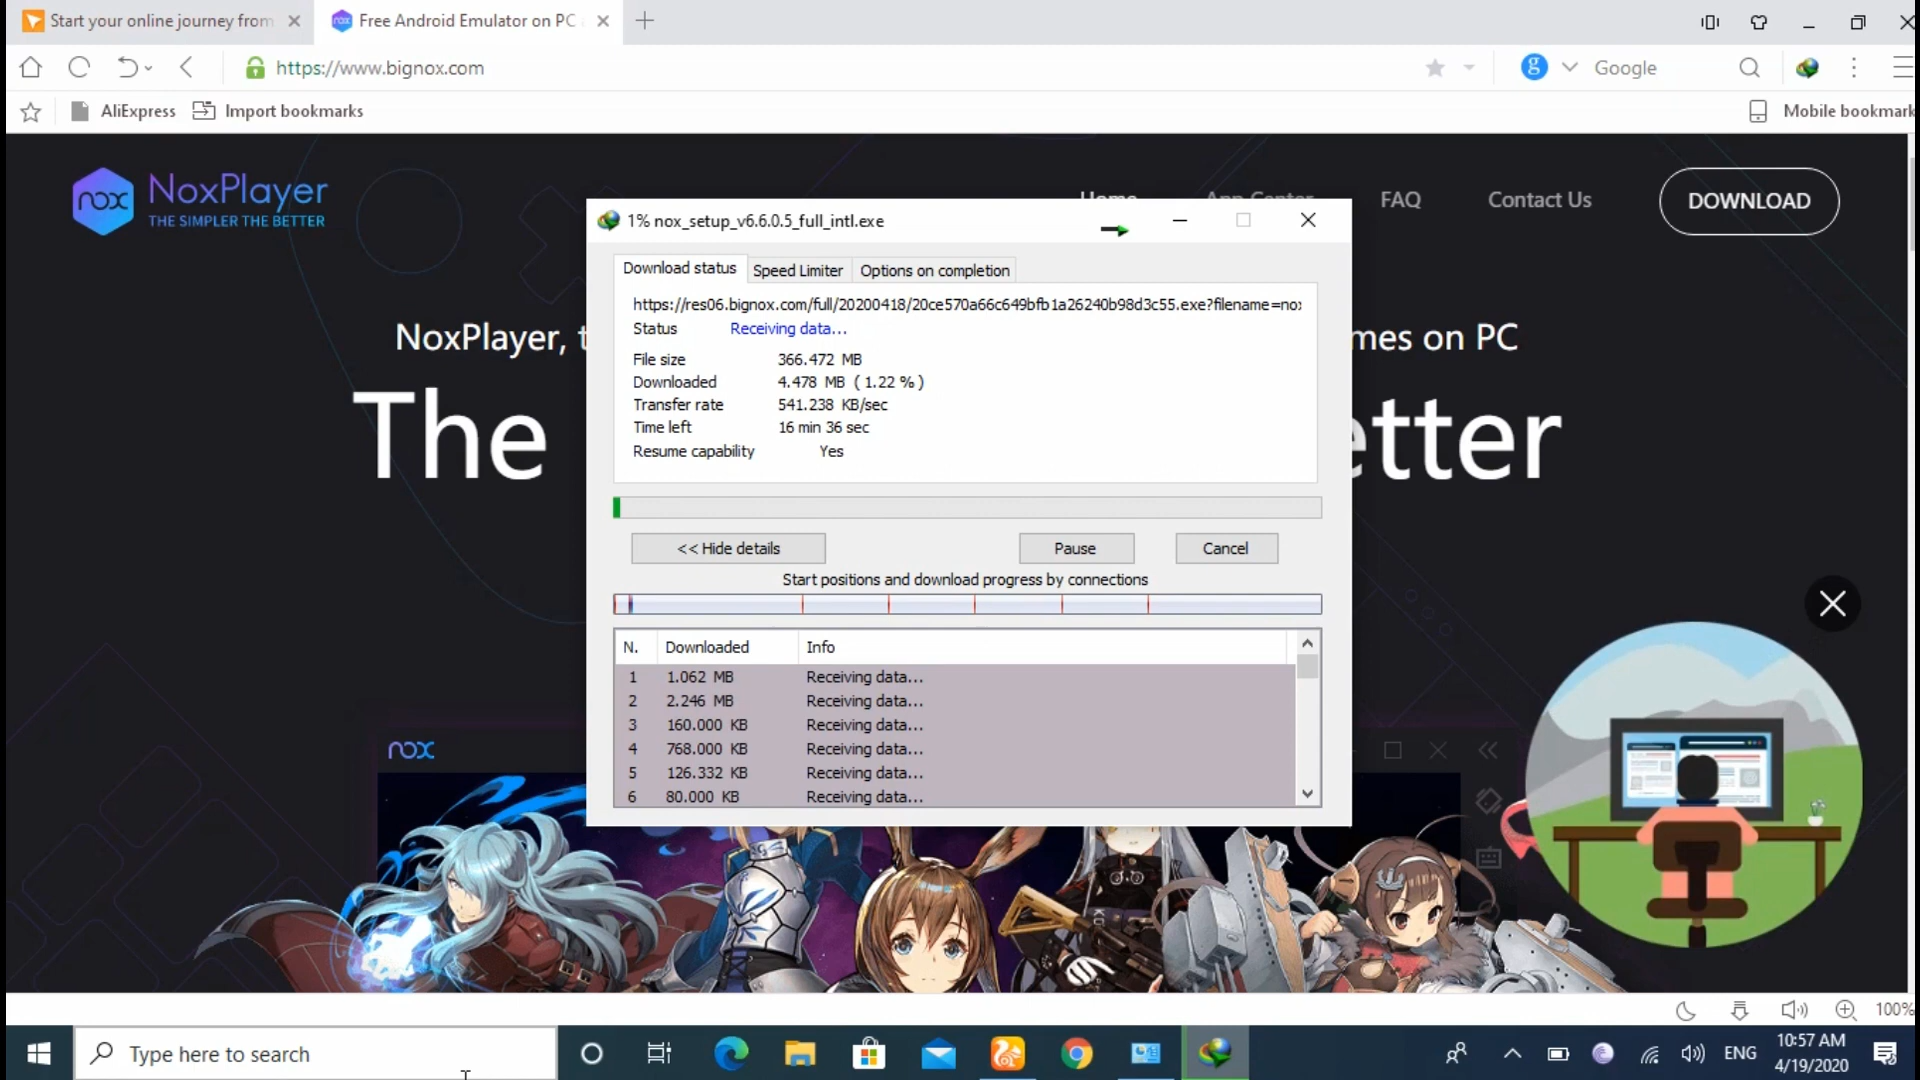 Start your online journey from
Free Android Emulator on PC
https://www.bignox.com
Google
AliExpress
Import bookmarks
Mobile bookmark
nox
NoxPlayer
THE SIMPLER THE BETTER
Home
App Center
FAQ
Contact Us
DOWNLOAD
NoxPlayer, t
mes on PC
The
etter
1% nox_setup_v6.6.0.5_full_intl.exe
Download status
Speed Limiter
Options on completion
https://res06.bignox.com/full/20200418/20ce570a66c649bfb1a26240b98d3c55.exe?filename=nox
Status Receiving data...
File size 366.472 MB
Downloaded 4.478 MB ( 1.22 % )
Transfer rate 541.238 KB/sec
Time left 16 min 36 sec
Resume capability Yes
<< Hide details
Pause
Cancel
Start positions and download progress by connections
N. Downloaded Info
1 1.062 MB Receiving data...
2 2.246 MB Receiving data...
3 160.000 KB Receiving data...
4 768.000 KB Receiving data...
5 126.332 KB Receiving data...
6 80.000 KB Receiving data...
nox
100%
Type here to search
ENG
10:57 AM
4/19/2020